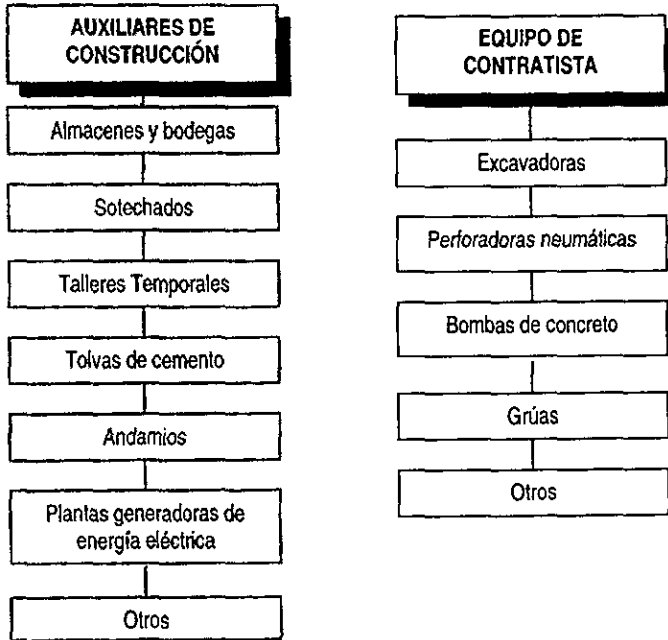 AUXILIARES DE
CONSTRUCCIÓN
Almacenes y bodegas
Sotechados
Talleres Temporales
Tolvas de cemento
Andamios
Plantas generadoras de
energía eléctrica
Otros
EQUIPO DE
CONTRATISTA
Excavadoras
Perforadoras neumáticas
Bombas de concreto
Grúas
Otros